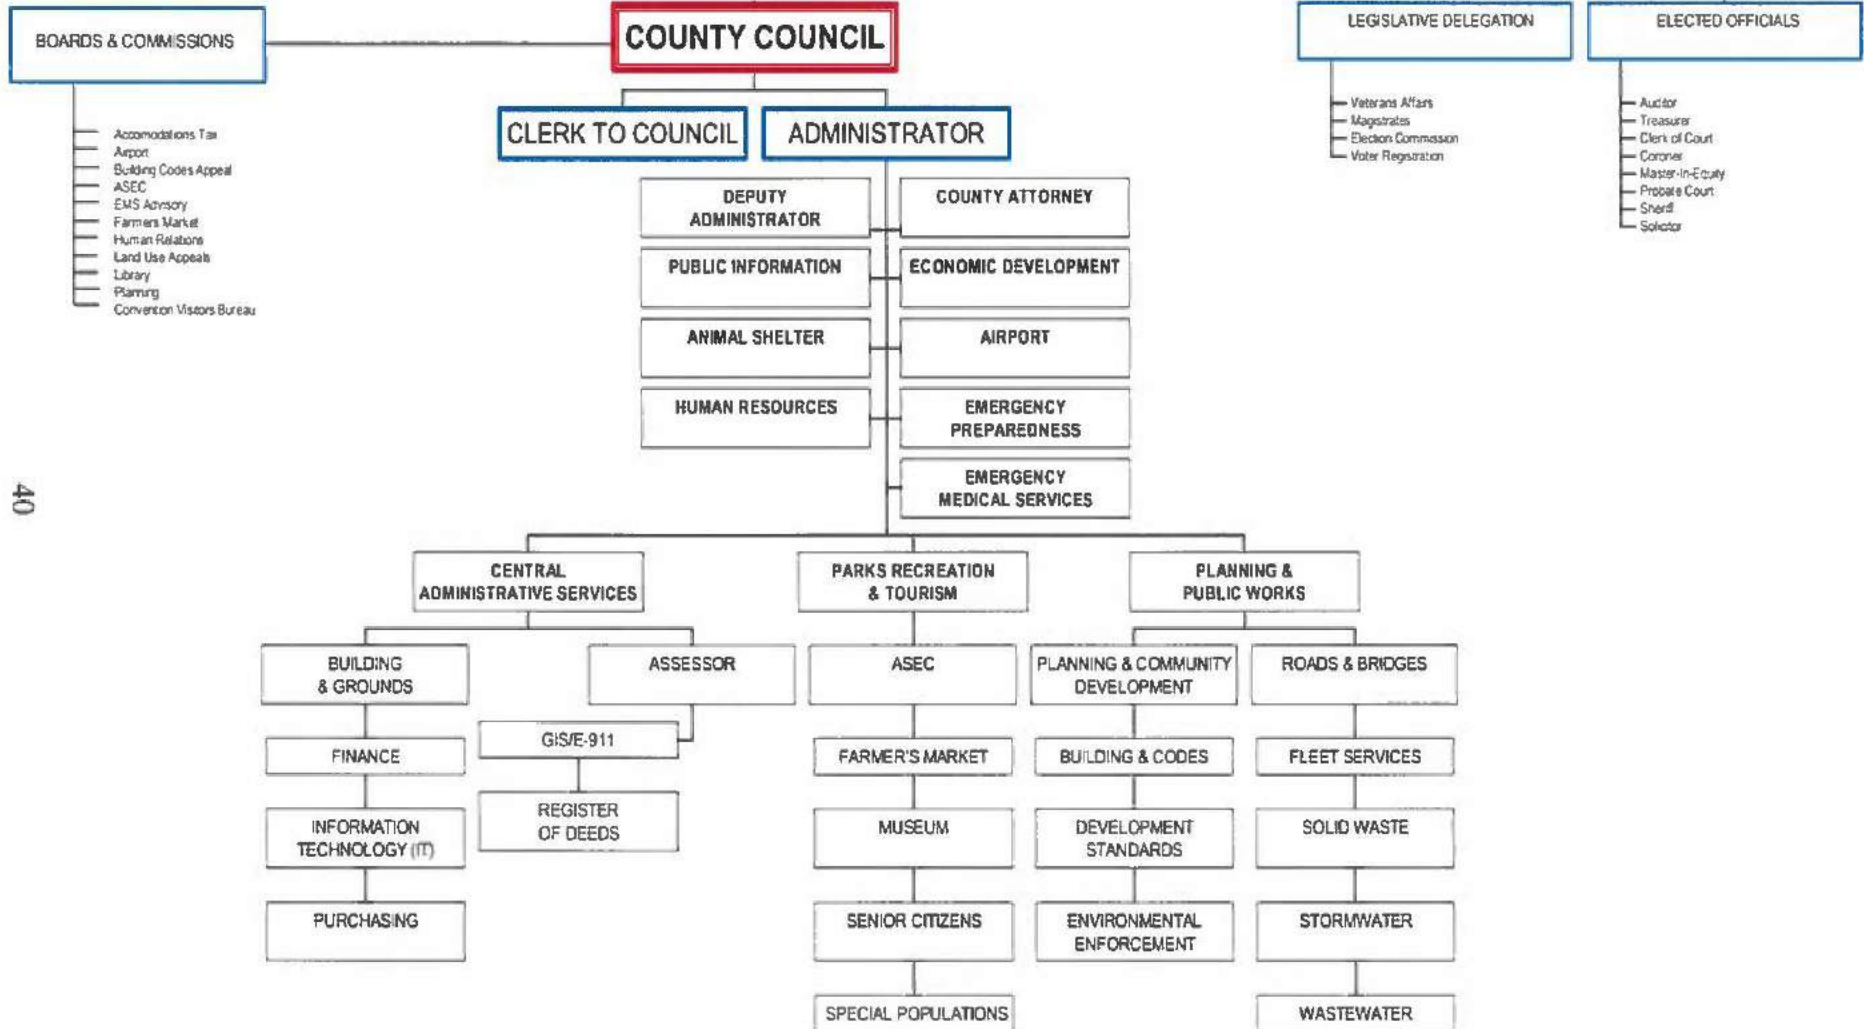 BOARDS & COMMISSIONS
Accomodations Tax
Airport
Building Codes Appeal
ASEC
EMS Advisory
Farmers Market
Human Relations
Land Use Appeals
Library
Planning
Convention Visitors Bureau
COUNTY COUNCIL
CLERK TO COUNCIL
ADMINISTRATOR
LEGISLATIVE DELEGATION
Veterans Affairs
Magistrates
Election Commission
Voter Registration
ELECTED OFFICIALS
Auditor
Treasurer
Clerk of Court
Coroner
Master-In-Equity
Probate Court
Sheriff
Solicitor
DEPUTY
ADMINISTRATOR
COUNTY ATTORNEY
PUBLIC INFORMATION
ECONOMIC DEVELOPMENT
ANIMAL SHELTER
AIRPORT
HUMAN RESOURCES
EMERGENCY
PREPAREDNESS
EMERGENCY
MEDICAL SERVICES
40
CENTRAL
ADMINISTRATIVE SERVICES
BUILDING
& GROUNDS
FINANCE
INFORMATION
TECHNOLOGY (IT)
PURCHASING
ASSESSOR
GIS/E-911
REGISTER
OF DEEDS
PARKS RECREATION
& TOURISM
ASEC
FARMER'S MARKET
MUSEUM
SENIOR CITIZENS
SPECIAL POPULATIONS
PLANNING &
PUBLIC WORKS
PLANNING & COMMUNITY
DEVELOPMENT
BUILDING & CODES
DEVELOPMENT
STANDARDS
ENVIRONMENTAL
ENFORCEMENT
ROADS & BRIDGES
FLEET SERVICES
SOLID WASTE
STORMWATER
WASTEWATER